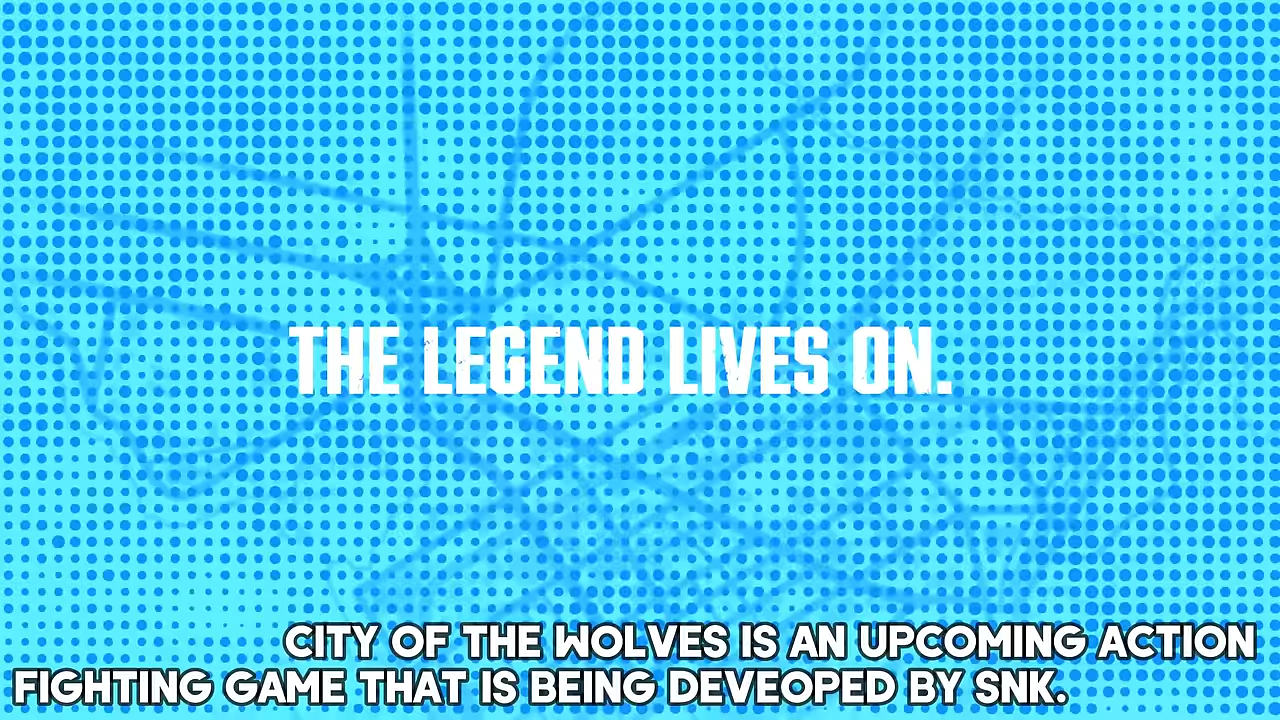 THE LEGEND LIVES ON.
CITY OF THE WOLVES IS AN UPCOMING ACTION
FIGHTING GAME THAT IS BEING DEVEOPED BY SNK.